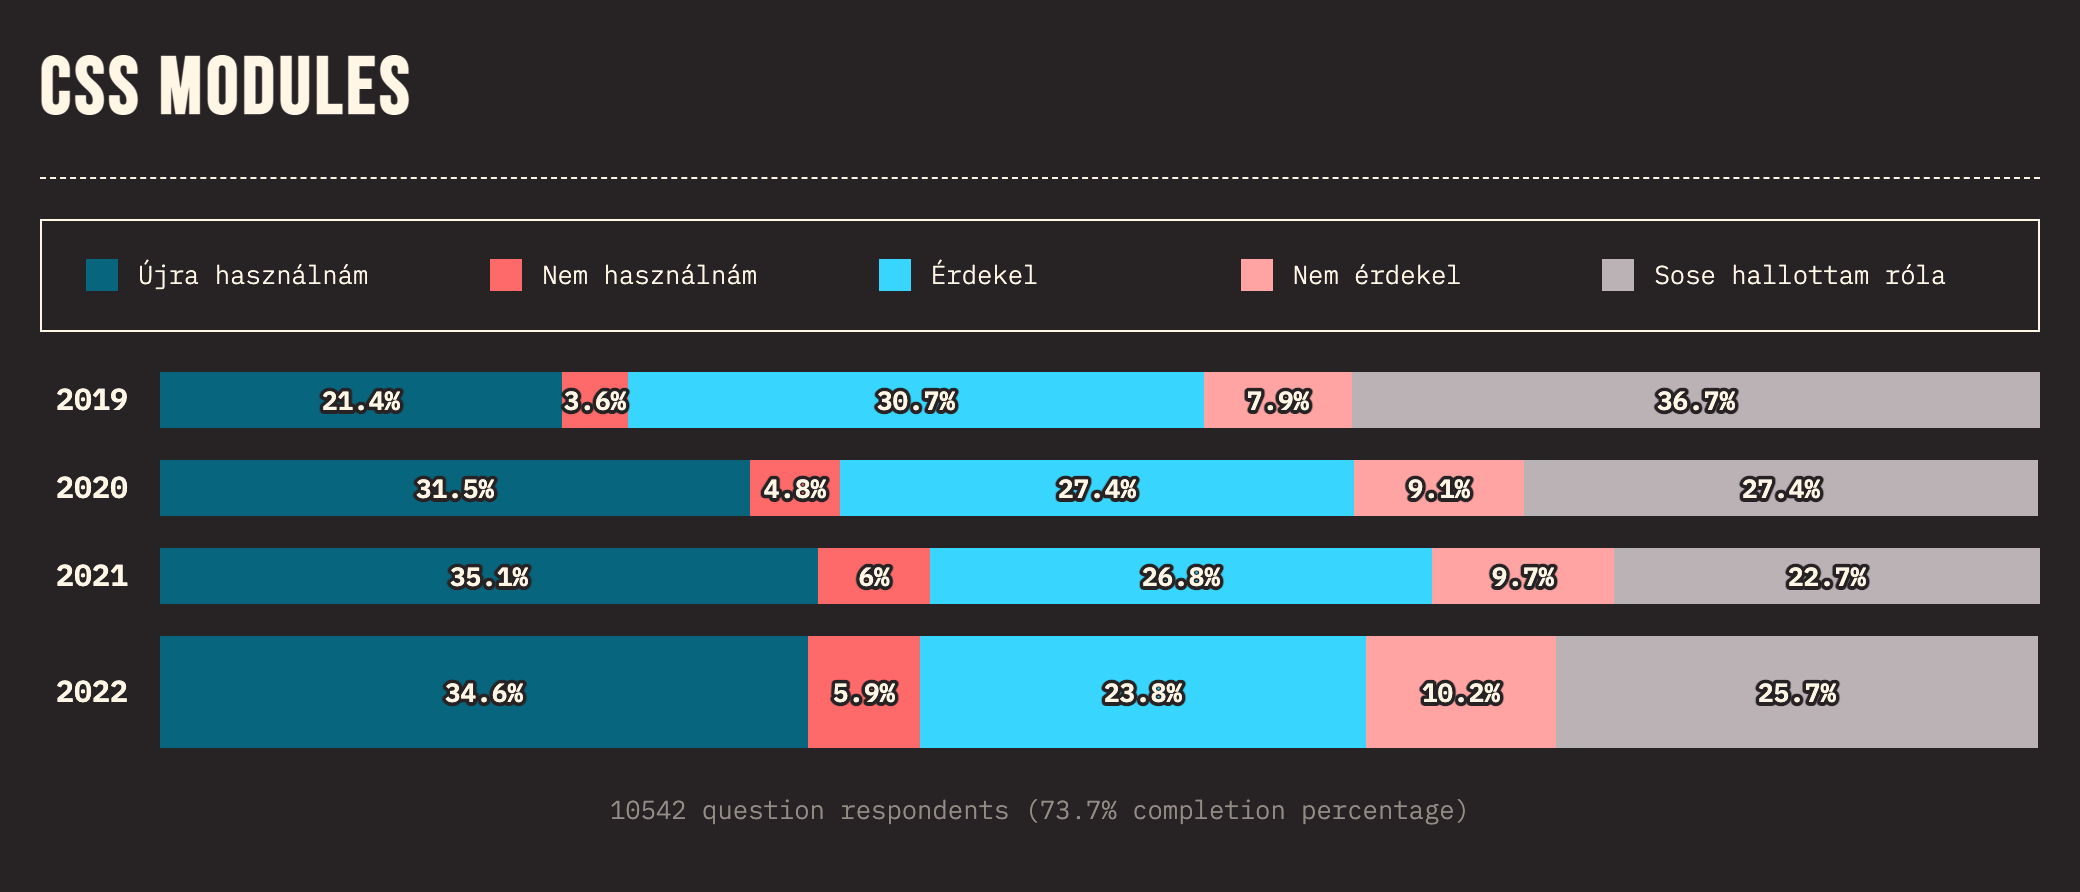 CSS MODULES
Újra használnám Nem használnám Érdekel Nem érdekel Sose hallottam róla
2019 21.4% 3.6% 30.7% 7.9% 36.7%
2020 31.5% 4.8% 27.4% 9.1% 27.4%
2021 35.1% 6% 26.8% 9.7% 22.7%
2022 34.6% 5.9% 23.8% 10.2% 25.7%
10542 question respondents (73.7% completion percentage)